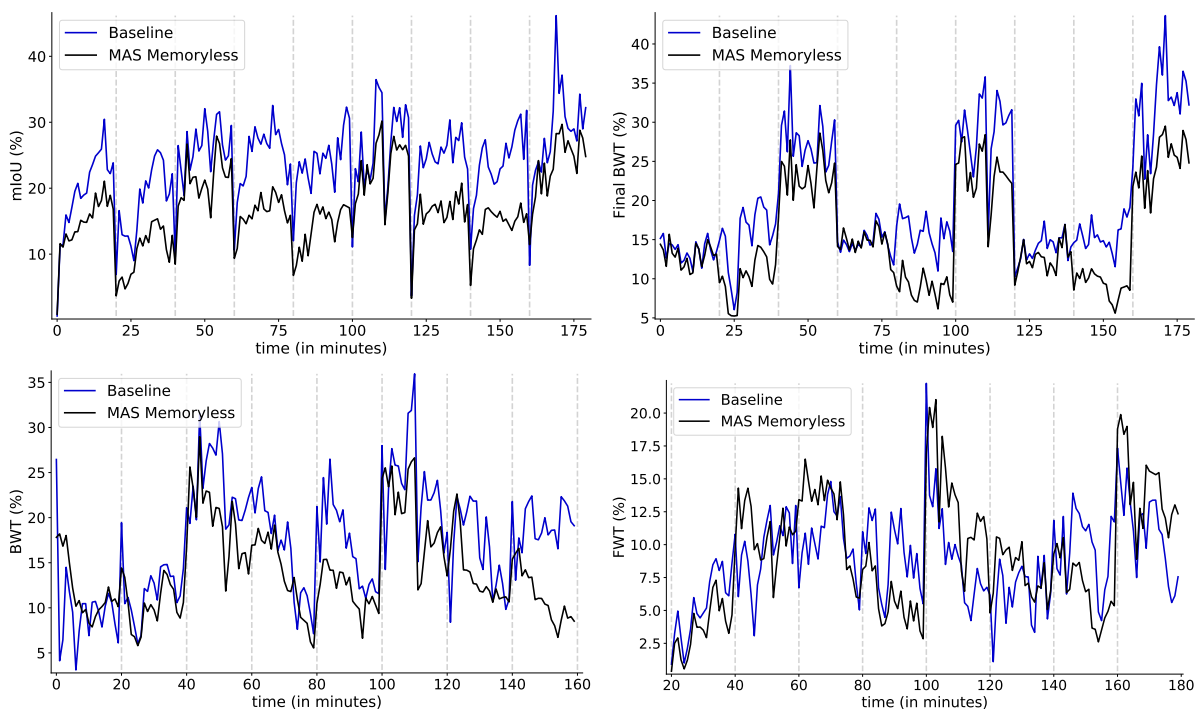 Baseline
MAS Memoryless
mIoU (%)
40
30
20
10
0 25 50 75 100 125 150 175
time (in minutes)
Baseline
MAS Memoryless
Final BWT (%)
40
35
30
25
20
15
10
5
0 25 50 75 100 125 150 175
time (in minutes)
Baseline
MAS Memoryless
BWT (%)
35
30
25
20
15
10
5
0 20 40 60 80 100 120 140 160
time (in minutes)
Baseline
MAS Memoryless
FWT (%)
20.0
17.5
15.0
12.5
10.0
7.5
5.0
2.5
20 40 60 80 100 120 140 160 180
time (in minutes)